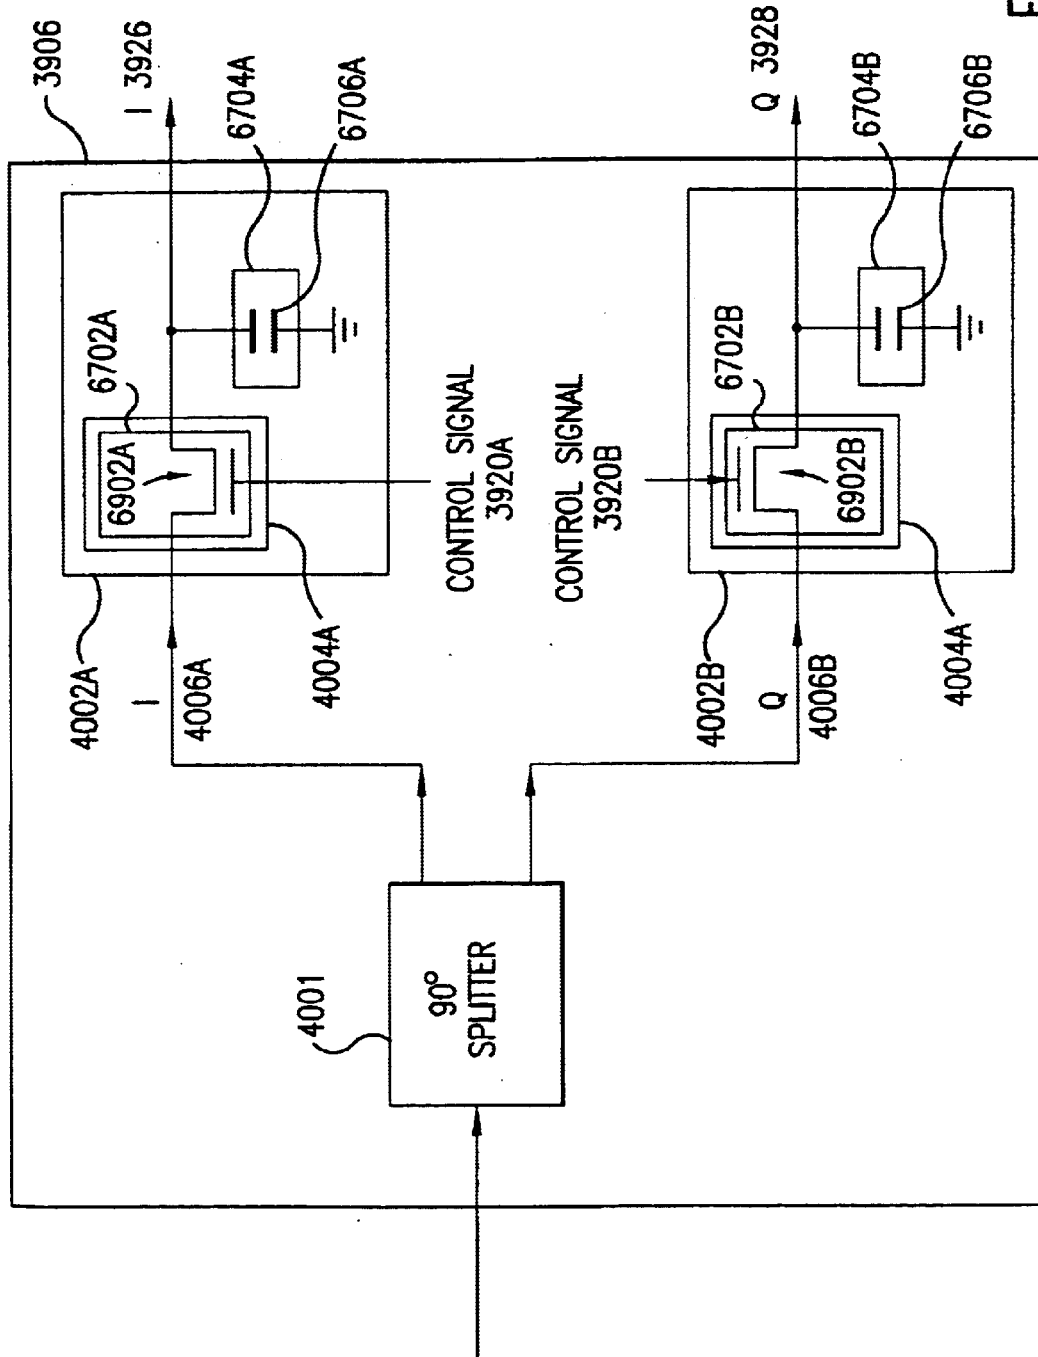 3906
I 3926
6704A
6706A
6702A
6902A
4002A
4004A
I
4006A
CONTROL SIGNAL
3920A
CONTROL SIGNAL
3920B
4001
90°
SPLITTER
Q 3928
6704B
6706B
6702B
6902B
4002B
4004A
Q
4006B